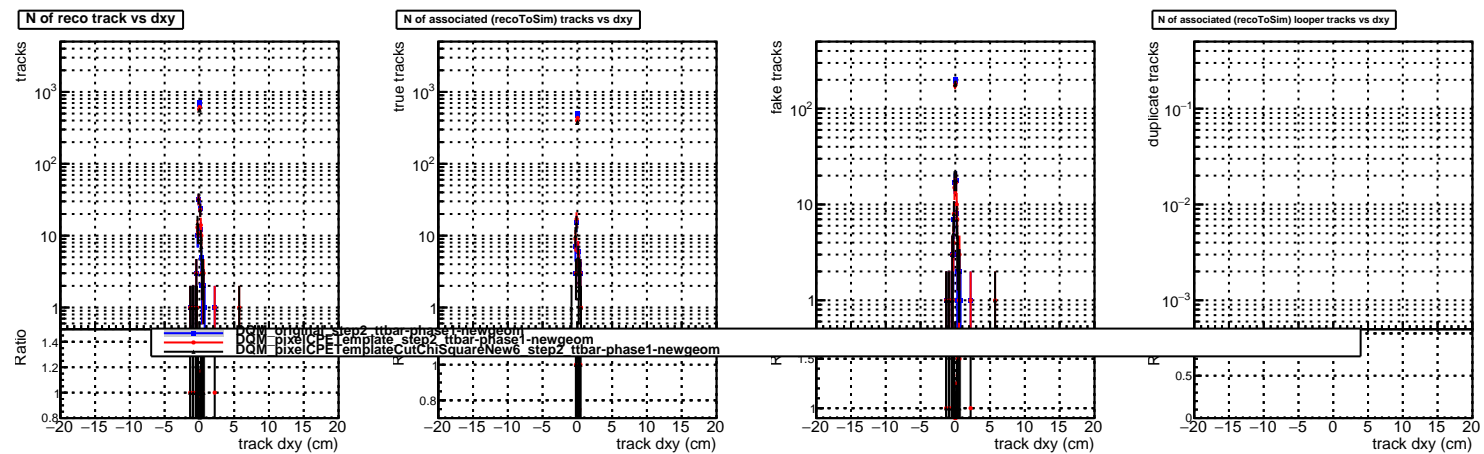 N of reco track vs dxy
N of associated (recoToSim) tracks vs dxy
N of associated (recoToSim) looper tracks vs dxy
tracks
10³
10²
10
1
Ratio
1.4
1.2
1
0.8
−20 −15 −10 −5 0 5 10 15 20
track dxy (cm)
true tracks
10³
10²
10
1
1
0.8
−20 −15 −10 −5 0 5 10 15 20
track dxy (cm)
fake tracks
10²
10
1
1.5
1
−20 −15 −10 −5 0 5 10 15 20
track dxy (cm)
duplicate tracks
10⁻¹
10⁻²
10⁻³
0.5
0
−20 −15 −10 −5 0 5 10 15 20
track dxy (cm)
DQM_original_step2_ttbar-phase1-newgeom
DQM_pixelCPETemplate_step2_ttbar-phase1-newgeom
DQM_pixelCPETemplateCutChiSquareNew6_step2_ttbar-phase1-newgeom